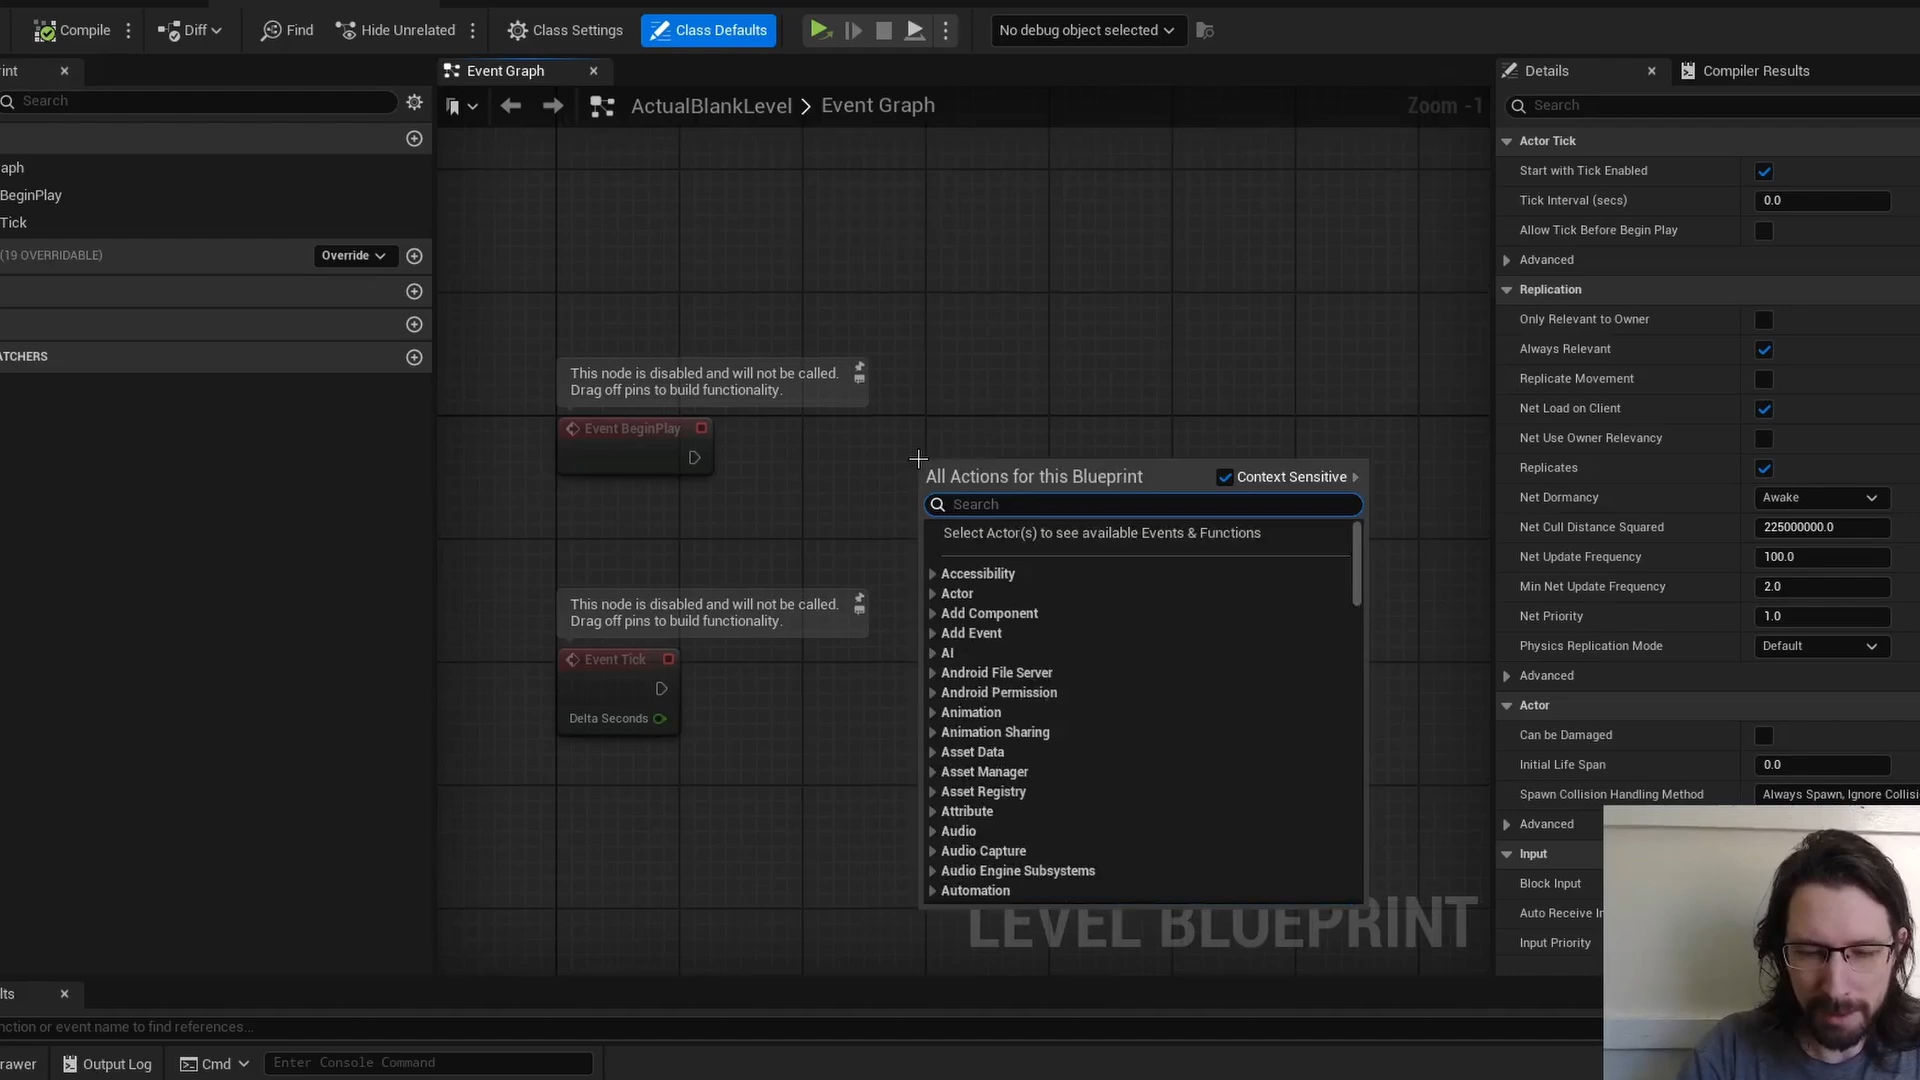 Compile
Diff
Find
Hide Unrelated
Class Settings
Class Defaults
No debug object selected
int
Event Graph
Details
Compiler Results
Search
ActualBlankLevel > Event Graph
Zoom -1
Search
Actor Tick
aph
Start with Tick Enabled
BeginPlay
Tick Interval (secs)
0.0
Tick
Allow Tick Before Begin Play
(19 OVERRIDABLE)
Override
Advanced
Replication
Only Relevant to Owner
Always Relevant
ATCHERS
This node is disabled and will not be called.
Drag off pins to build functionality.
Replicate Movement
Net Load on Client
Event BeginPlay
Net Use Owner Relevancy
All Actions for this Blueprint
Context Sensitive
Replicates
Search
Net Dormancy
Awake
Select Actor(s) to see available Events & Functions
Net Cull Distance Squared
225000000.0
Net Update Frequency
100.0
Accessibility
Actor
Add Component
Add Event
AI
Android File Server
Android Permission
Animation
Animation Sharing
Asset Data
Asset Manager
Asset Registry
Attribute
Audio
Audio Capture
Audio Engine Subsystems
Automation
Min Net Update Frequency
2.0
This node is disabled and will not be called.
Drag off pins to build functionality.
Net Priority
1.0
Physics Replication Mode
Default
Event Tick
Advanced
Actor
Delta Seconds
Can be Damaged
Initial Life Span
0.0
Spawn Collision Handling Method
Always Spawn, Ignore Collisi
Advanced
Input
Block Input
Auto Receive In
Input Priority
LEVEL BLUEPRINT
lts
nction or event name to find references...
rawer
Output Log
Cmd
Enter Console Command